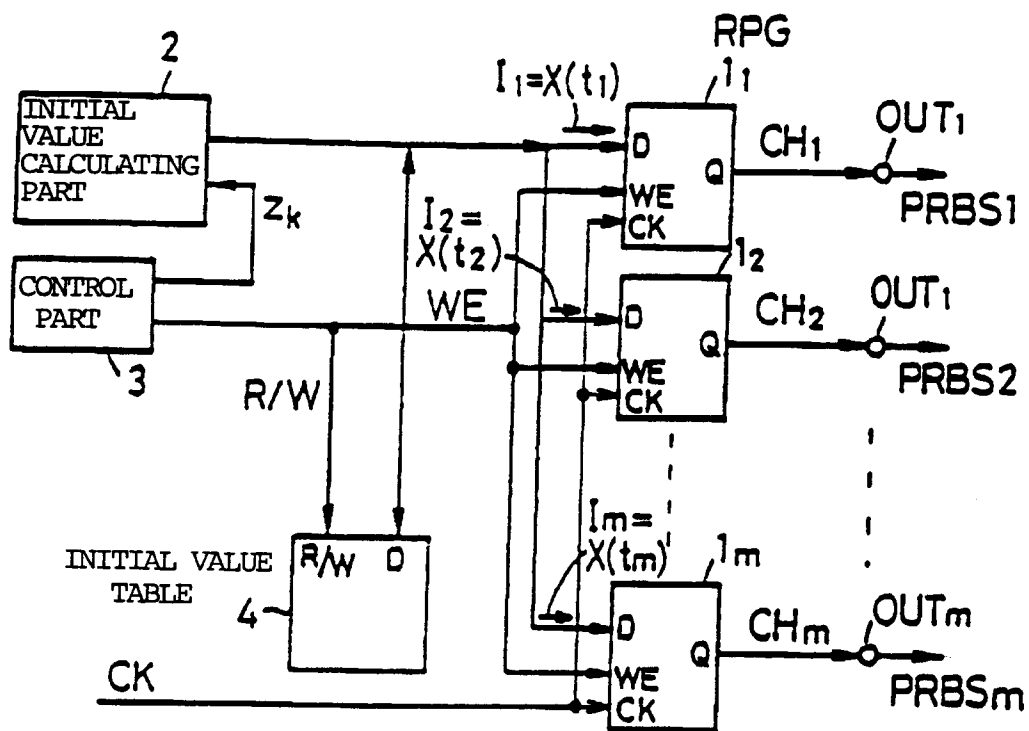 RPG
2
I₁=X(t₁)
1₁
INITIAL
VALUE
CALCULATING
PART
D
Q
WE
CK
CH₁
OUT₁
PRBS1
Zₖ
I₂=
X(t₂)
1₂
CONTROL
PART
3
WE
D
Q
WE
CK
CH₂
OUT₁
PRBS2
R/W
Iₘ=
X(tₘ)
1ₘ
INITIAL VALUE
TABLE
R/W
D
4
D
Q
WE
CK
CHₘ
OUTₘ
PRBSₘ
CK